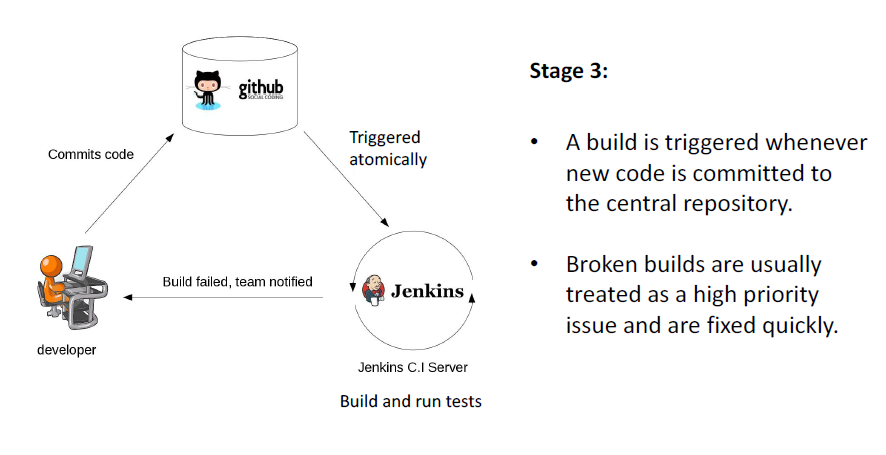 github
SOCIAL CODING
Commits code
Triggered
atomically
Build failed, team notified
Jenkins
developer
Jenkins C.I Server
Build and run tests
Stage 3:
• A build is triggered whenever
new code is committed to
the central repository.
• Broken builds are usually
treated as a high priority
issue and are fixed quickly.